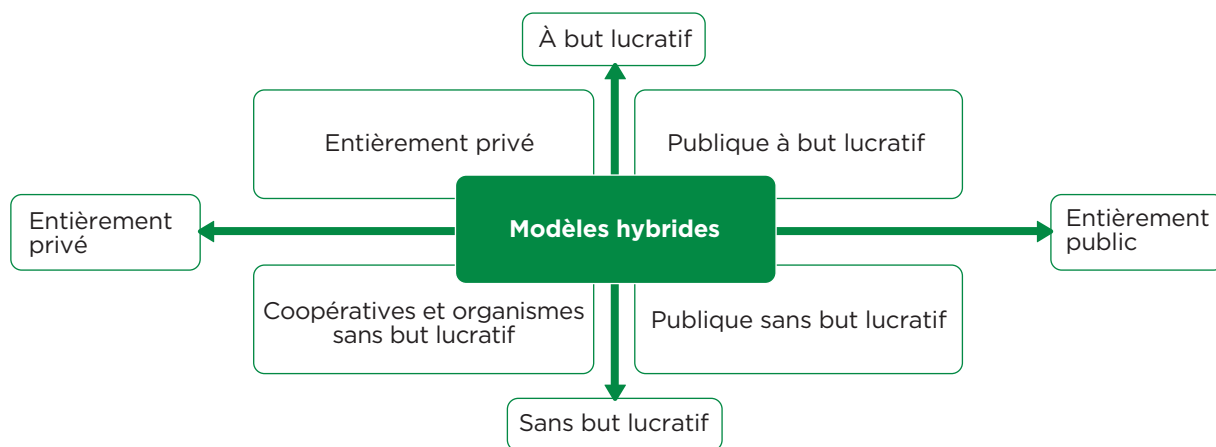 À but lucratif
Entièrement privé
Publique à but lucratif
Entièrement
privé
Modèles hybrides
Entièrement
public
Coopératives et organismes
sans but lucratif
Publique sans but lucratif
Sans but lucratif